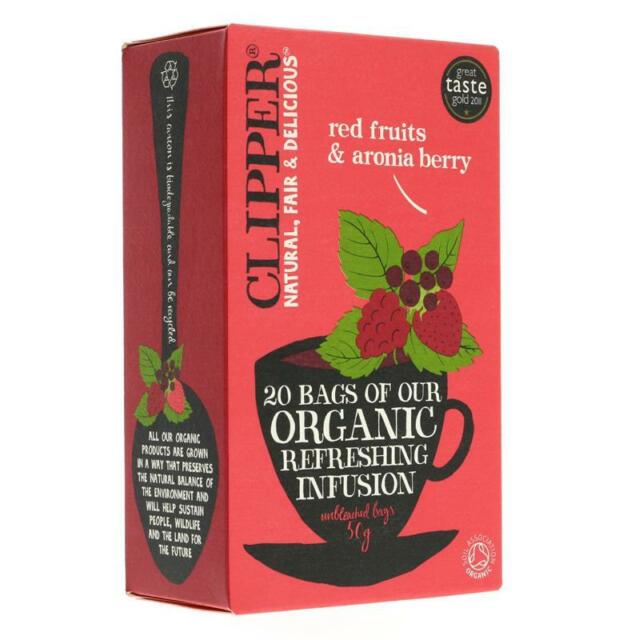 This carton is biodegradable and can be recycled.
ALL OUR ORGANIC
PRODUCTS ARE GROWN
IN A WAY THAT PRESERVES
THE NATURAL BALANCE OF
THE ENVIRONMENT AND
WILL HELP SUSTAIN
PEOPLE, WILDLIFE
AND THE LAND FOR
THE FUTURE
CLIPPER®
NATURAL, FAIR & DELICIOUS®
great
taste
gold 2011
red fruits
& aronia berry
20 BAGS OF OUR
ORGANIC
REFRESHING
INFUSION
unbleached bags
50g
SOIL ASSOCIATION
ORGANIC